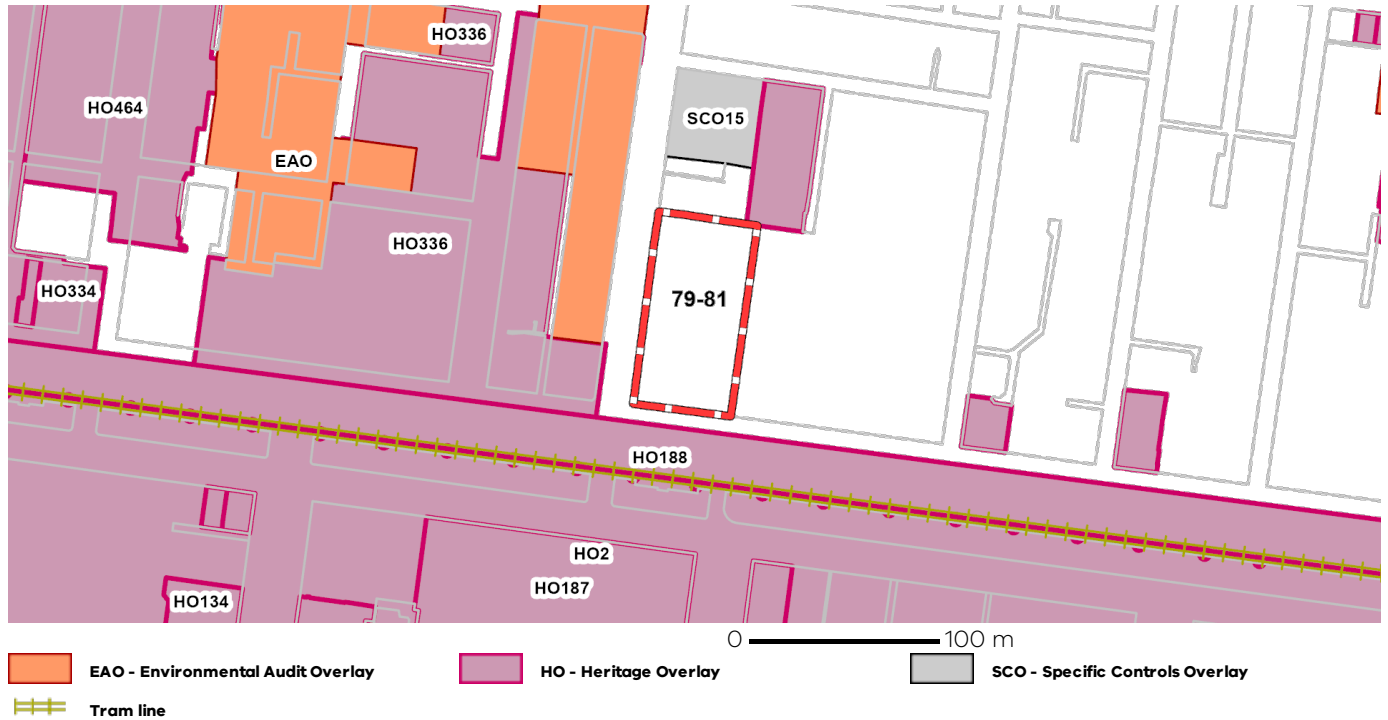 HO336
HO464
SCO15
EAO
HO336
HO334
79-81
HO188
HO2
HO187
HO134
0 100 m
EAO - Environmental Audit Overlay
HO - Heritage Overlay
SCO - Specific Controls Overlay
Tram line